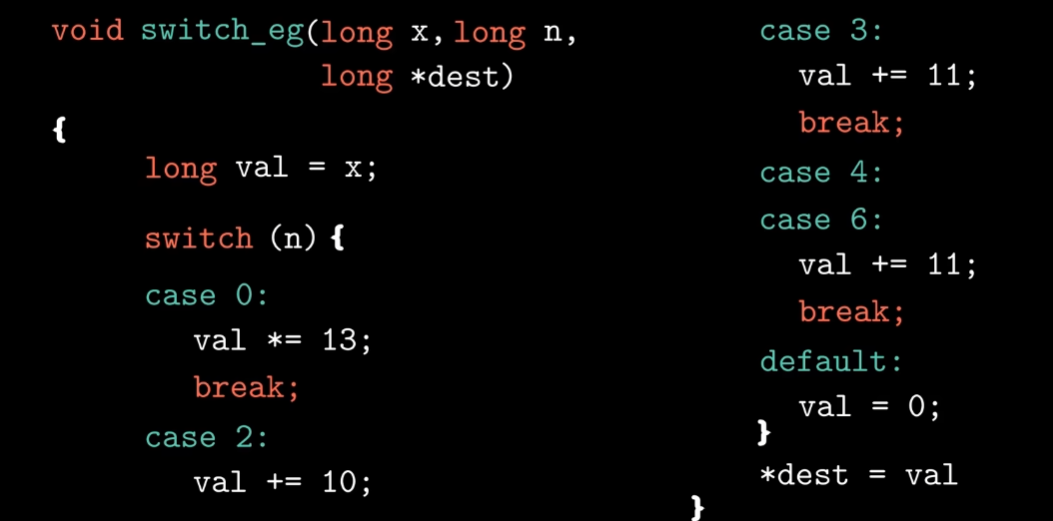 void switch_eg(long x, long n,
long *dest)
{
long val = x;
switch (n) {
case 0:
val *= 13;
break;
case 2:
val += 10;
case 3:
val += 11;
break;
case 4:
case 6:
val += 11;
break;
default:
val = 0;
}
*dest = val
}